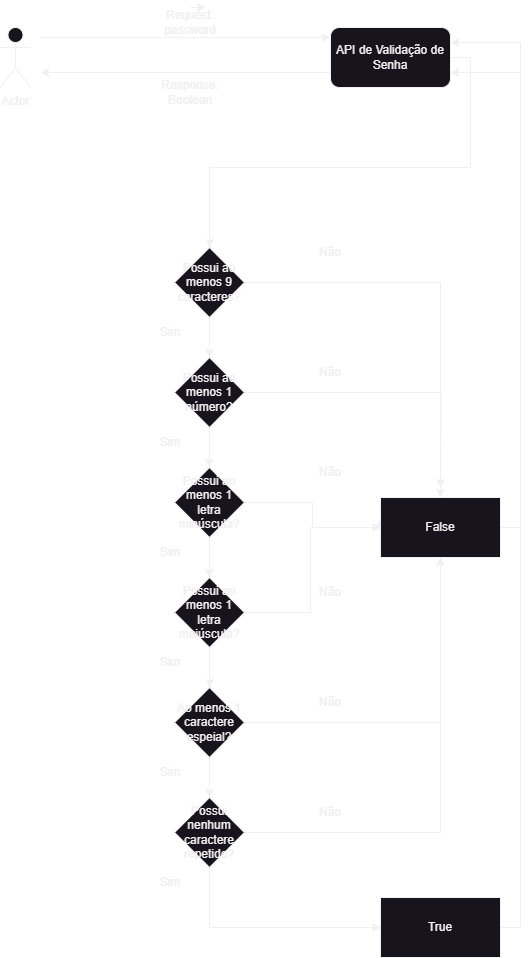 Request:
password
API de Validação de
Senha
Response:
Boolean
Actor
Possui ao
menos 9
caracteres?
Não
Sim
Possui ao
menos 1
número?
Não
Sim
Possui ao
menos 1
letra
minúscula?
Não
Sim
Possui ao
menos 1
letra
maiúscula?
Não
False
Sim
Ao menos 1
caractere
espeial?
Não
Sim
Possui
nenhum
caractere
repetido?
Não
Sim
True